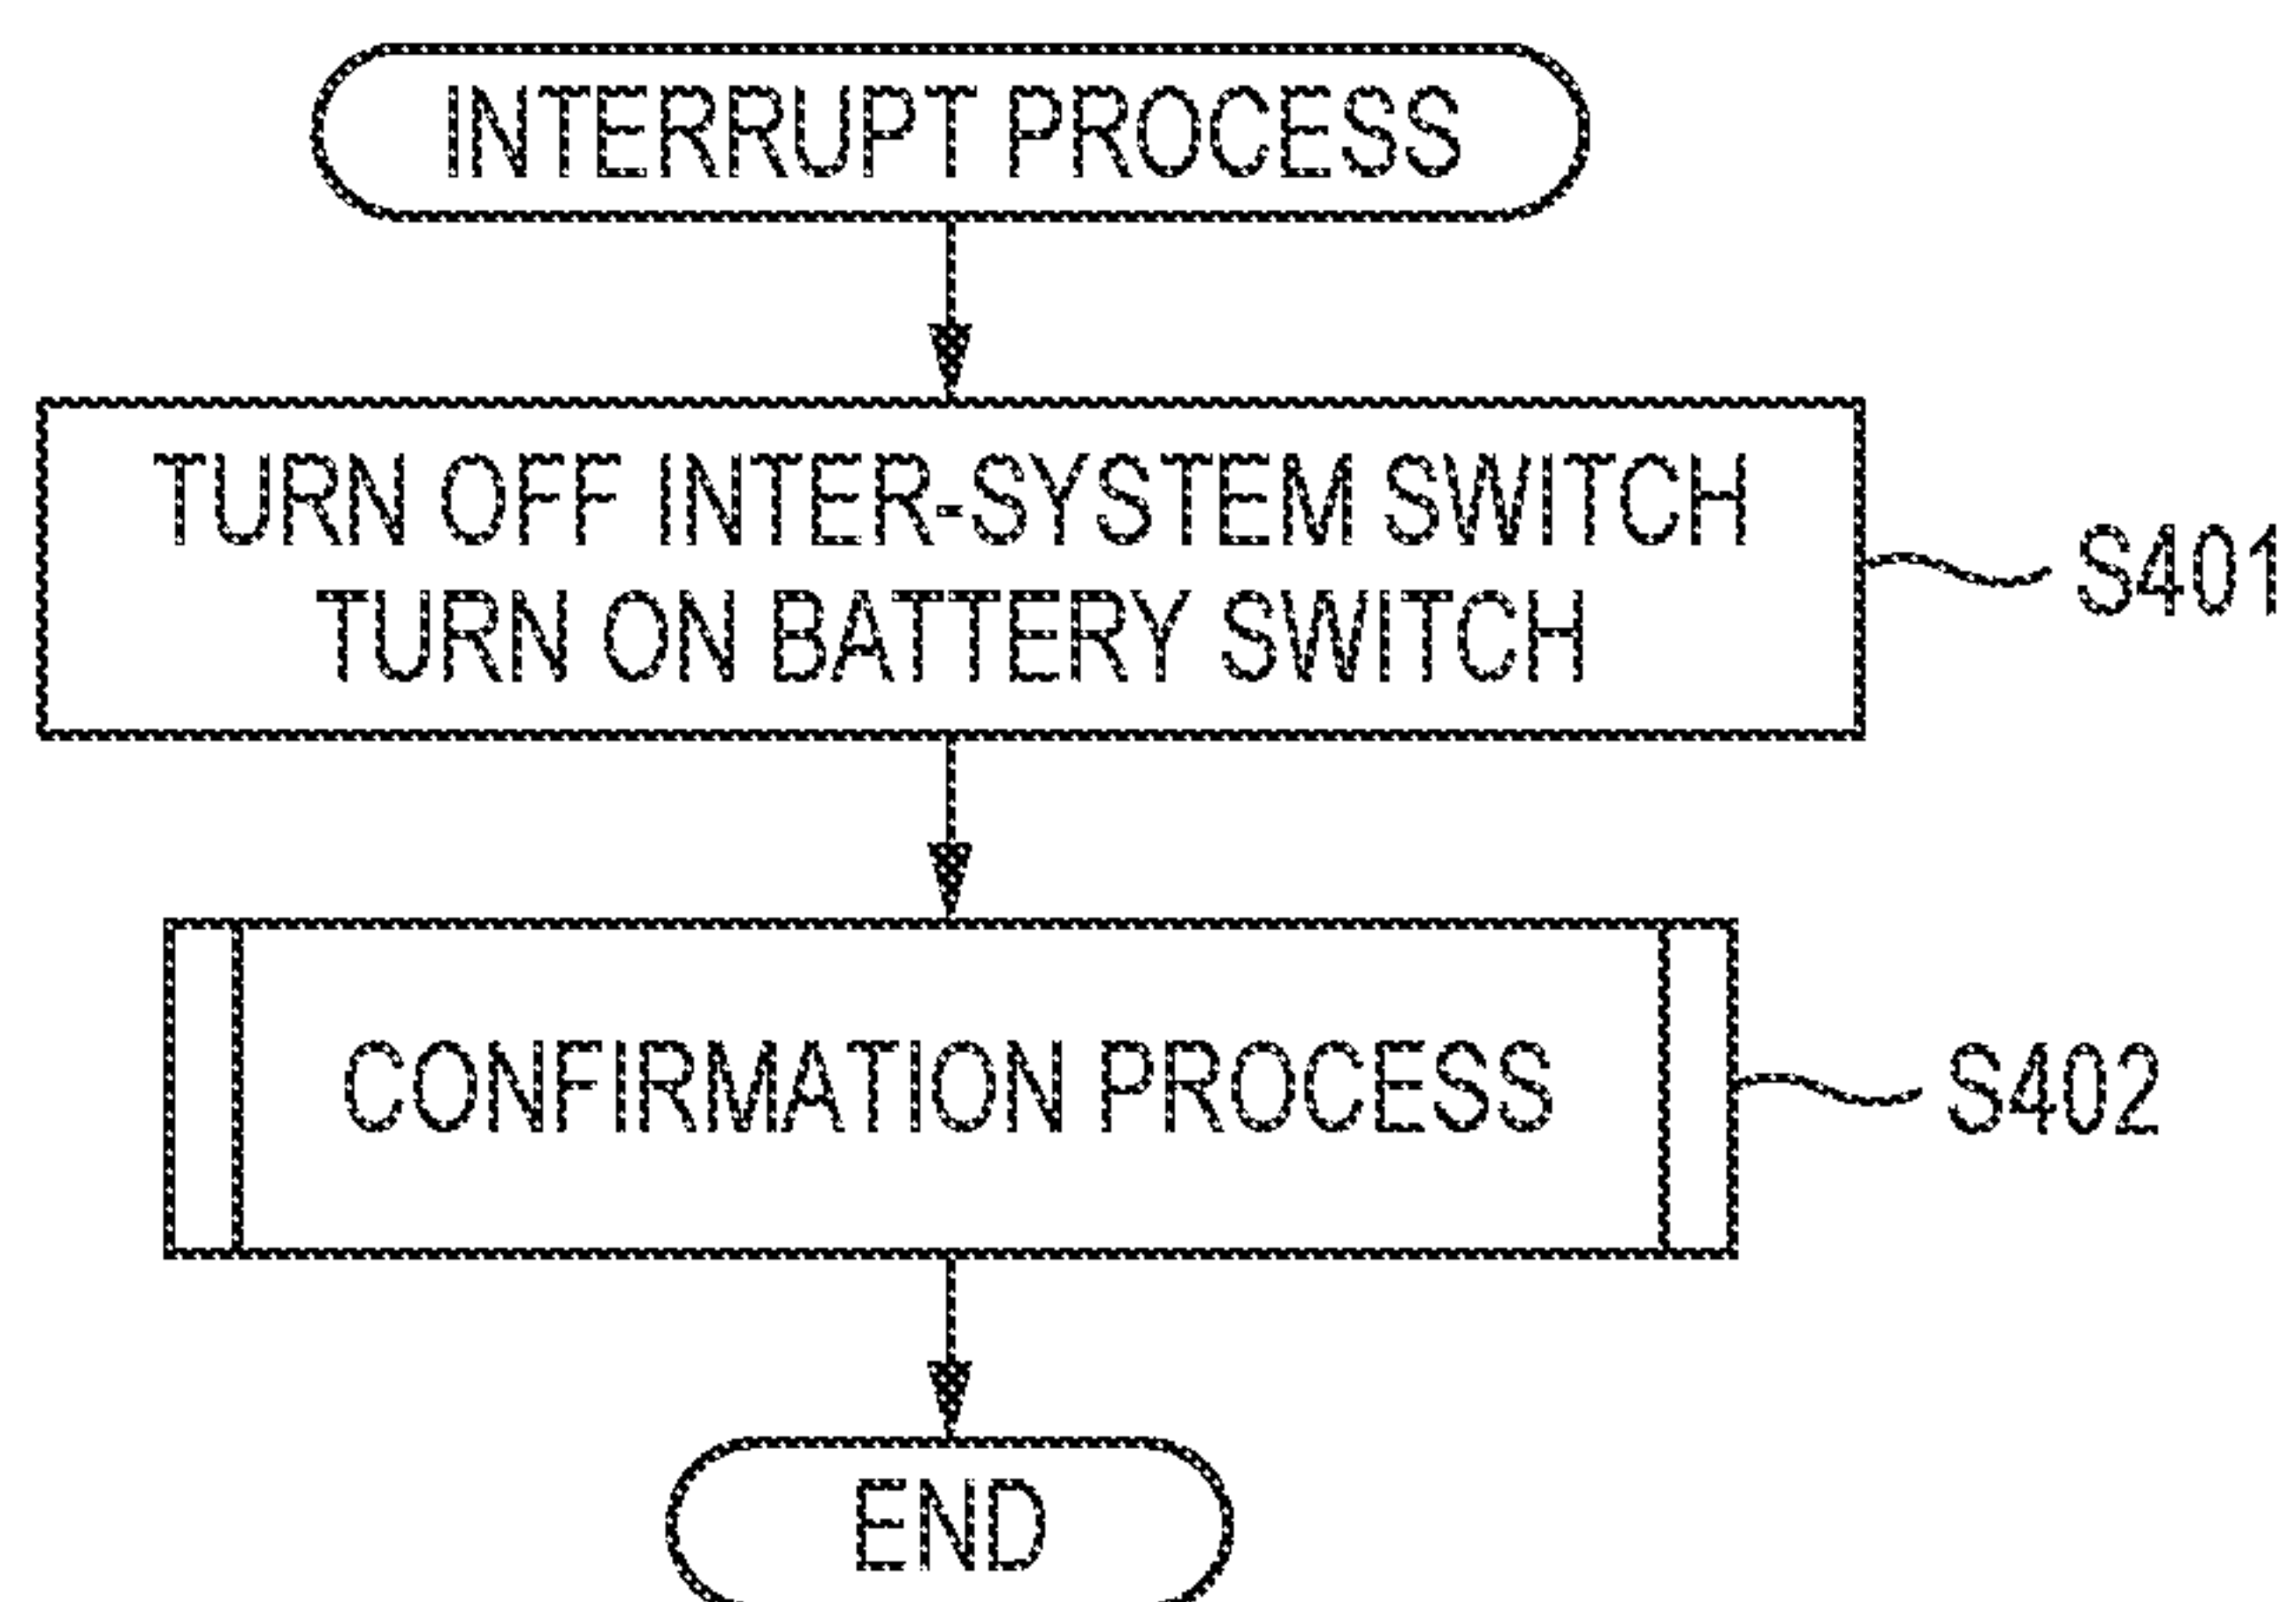 INTERRUPT PROCESS
TURN OFF INTER-SYSTEM SWITCH
TURN ON BATTERY SWITCH
S401
CONFIRMATION PROCESS
S402
END